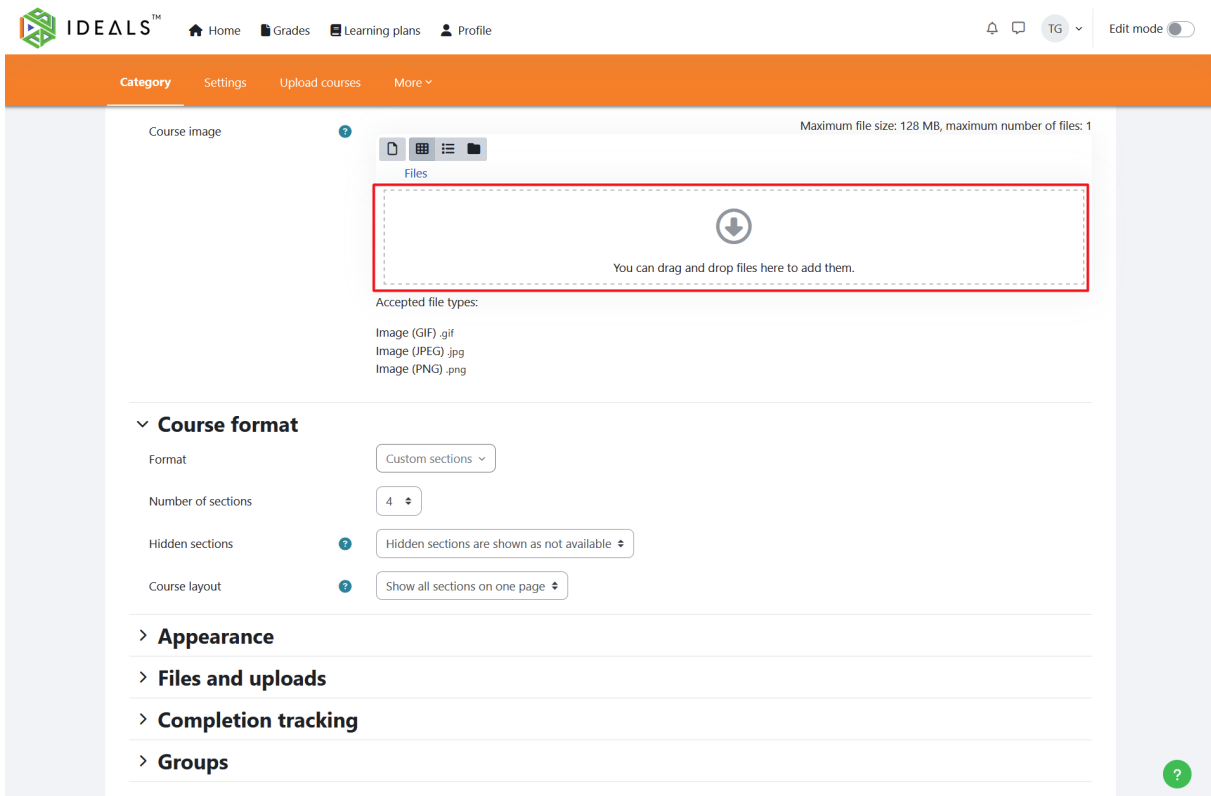 IDEALS™
Home Grades Learning plans Profile
TG
Edit mode
Category Settings Upload courses More
Course image ?
Maximum file size: 128 MB, maximum number of files: 1
Files
You can drag and drop files here to add them.
Accepted file types:
Image (GIF) .gif
Image (JPEG) .jpg
Image (PNG) .png
Course format
Format Custom sections
Number of sections 4
Hidden sections ? Hidden sections are shown as not available
Course layout ? Show all sections on one page
Appearance
Files and uploads
Completion tracking
Groups
?